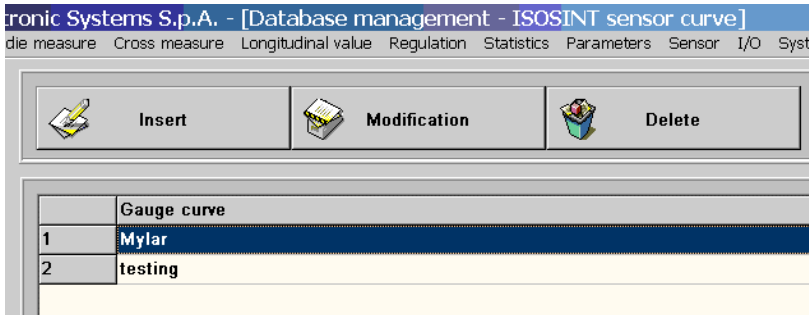 tronic Systems S.p.A. - [Database management - ISOSINT sensor curve]
die measure Cross measure Longitudinal value Regulation Statistics Parameters Sensor I/O Syst
Insert Modification Delete
Gauge curve
1 Mylar
2 testing